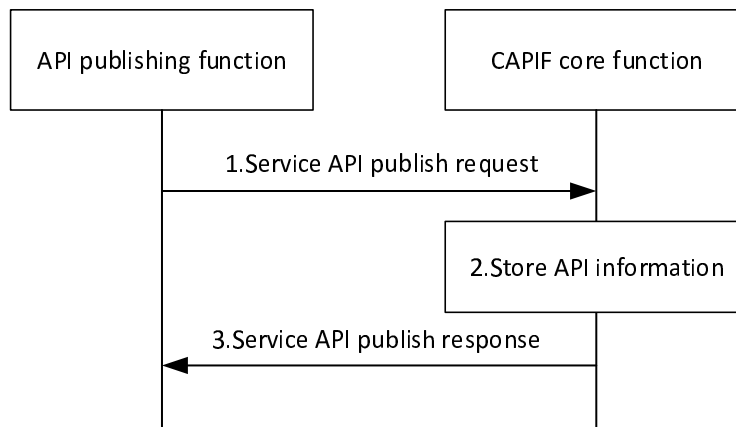 API publishing function
CAPIF core function
1.Service API publish request
2.Store API information
3.Service API publish response